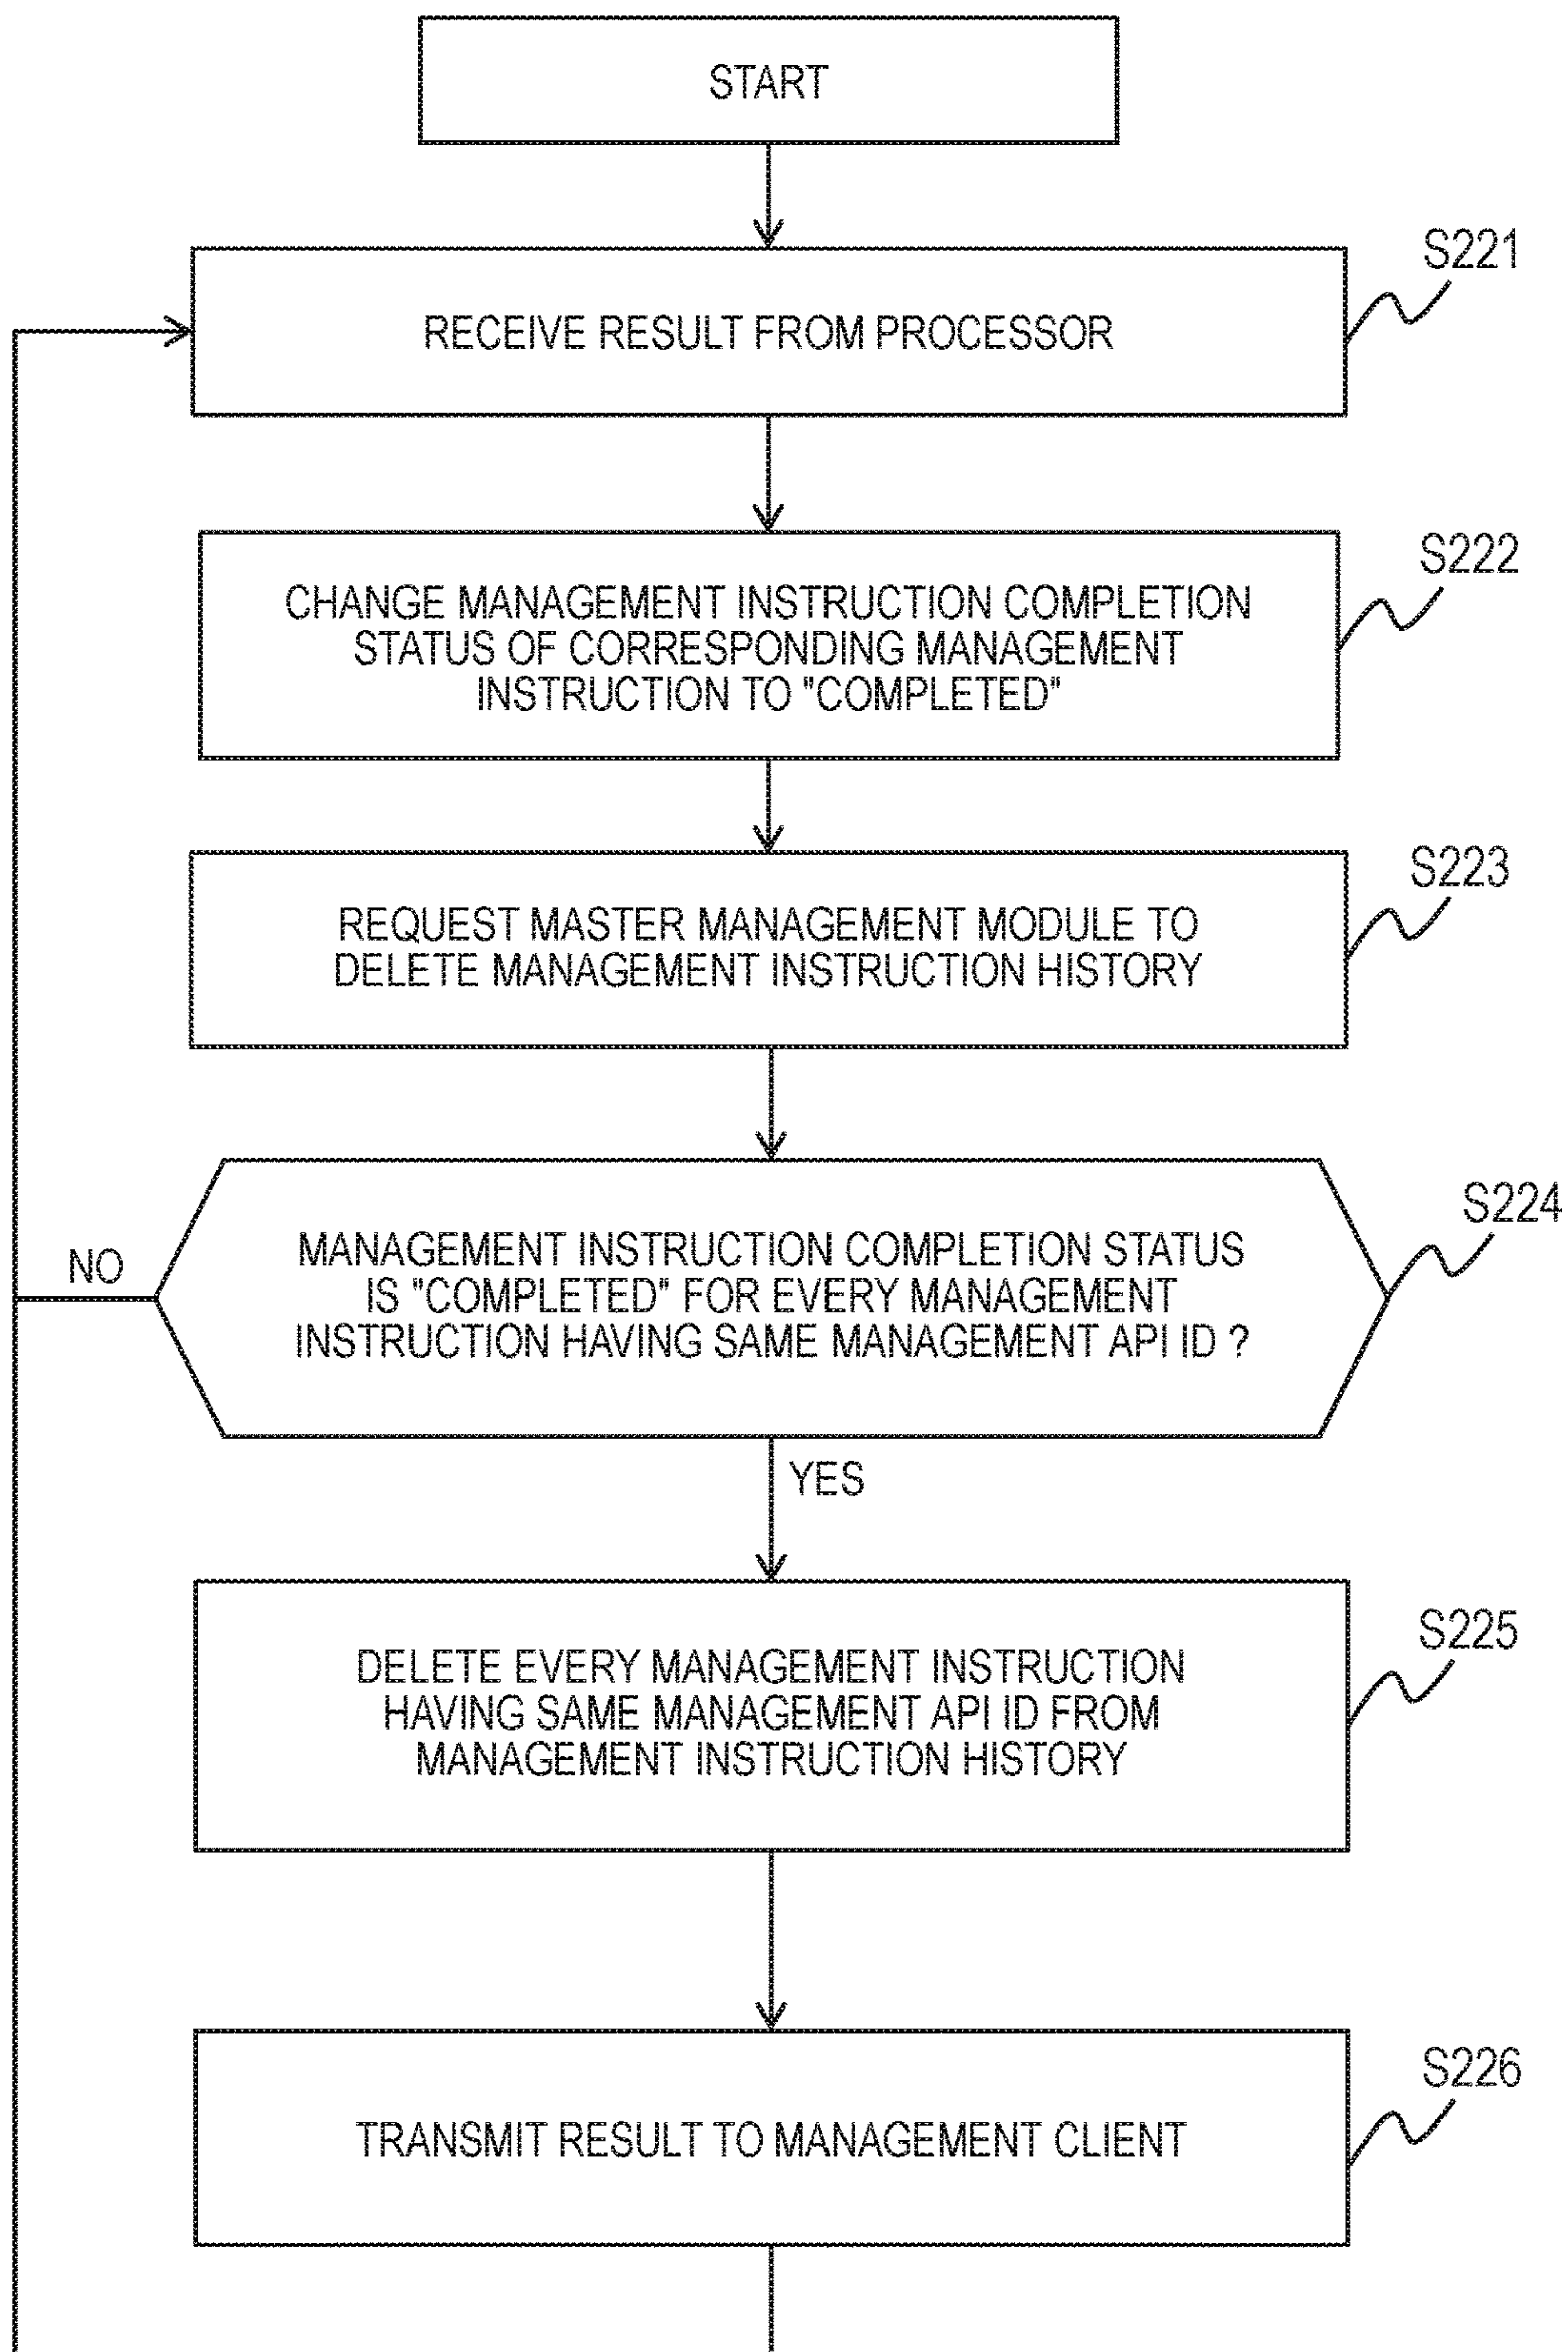 START
S221
RECEIVE RESULT FROM PROCESSOR
S222
CHANGE MANAGEMENT INSTRUCTION COMPLETION
STATUS OF CORRESPONDING MANAGEMENT
INSTRUCTION TO "COMPLETED"
S223
REQUEST MASTER MANAGEMENT MODULE TO
DELETE MANAGEMENT INSTRUCTION HISTORY
S224
NO
MANAGEMENT INSTRUCTION COMPLETION STATUS
IS "COMPLETED" FOR EVERY MANAGEMENT
INSTRUCTION HAVING SAME MANAGEMENT API ID ?
YES
S225
DELETE EVERY MANAGEMENT INSTRUCTION
HAVING SAME MANAGEMENT API ID FROM
MANAGEMENT INSTRUCTION HISTORY
S226
TRANSMIT RESULT TO MANAGEMENT CLIENT